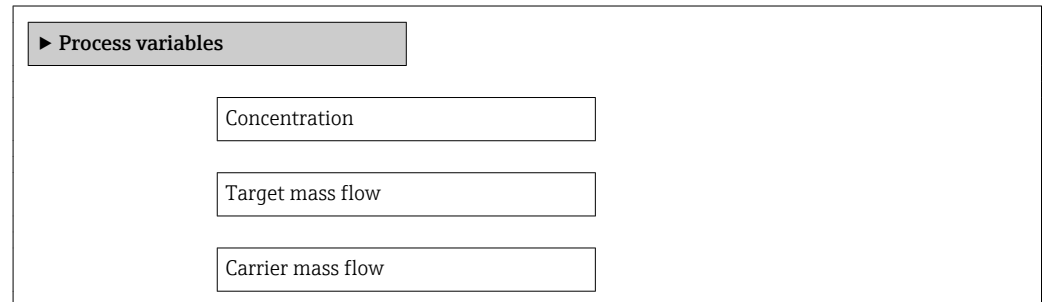 ▶ Process variables
Concentration
Target mass flow
Carrier mass flow